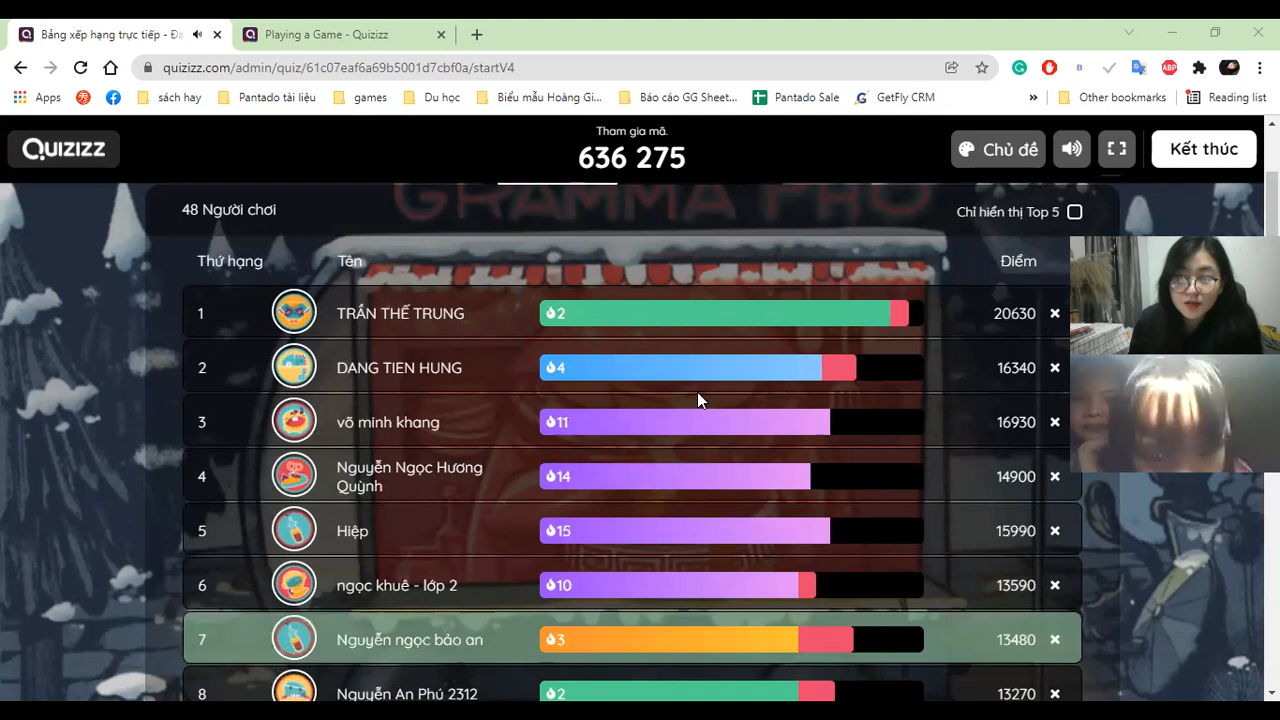 Bảng xếp hạng trực tiếp - Đa
Playing a Game - Quizizz
quizizz.com/admin/quiz/61c07eaf6a69b5001d7cbf0a/startV4
Apps
sách hay
Pantado tài liệu
games
Du học
Biểu mẫu Hoàng Gi...
Báo cáo GG Sheet...
Pantado Sale
GetFly CRM
»
Other bookmarks
Reading list
QUIZIZZ
Tham gia mã.
636 275
Chủ đề
Kết thúc
GRAMMA PHO
48 Người chơi
Chỉ hiển thị Top 5
Thứ hạng Tên Điểm
1 TRẦN THẾ TRUNG 2 20630
2 DANG TIEN HUNG 4 16340
3 võ minh khang 11 16930
4 Nguyễn Ngọc Hương Quỳnh 14 14900
5 Hiệp 15 15990
6 ngọc khuê - lớp 2 10 13590
7 Nguyễn ngọc bảo an 3 13480
8 Nguyễn An Phú 2312 2 13270